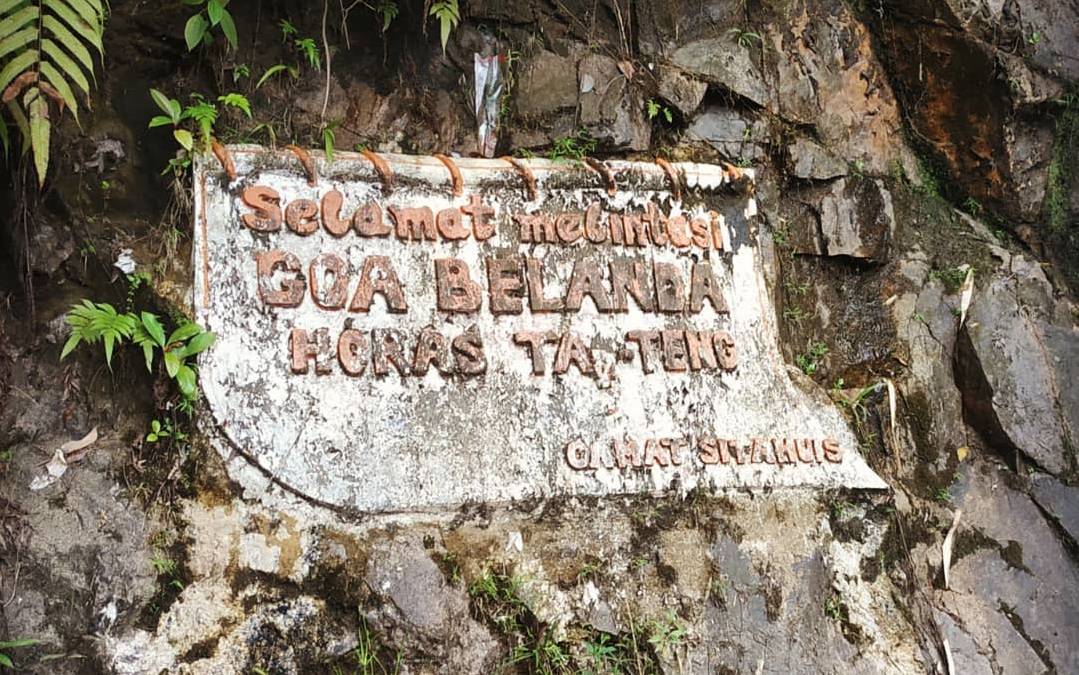 Selamat melintasi
GOA BELANDA
HORAS TAP-TENG
CAMAT SITAHUIS